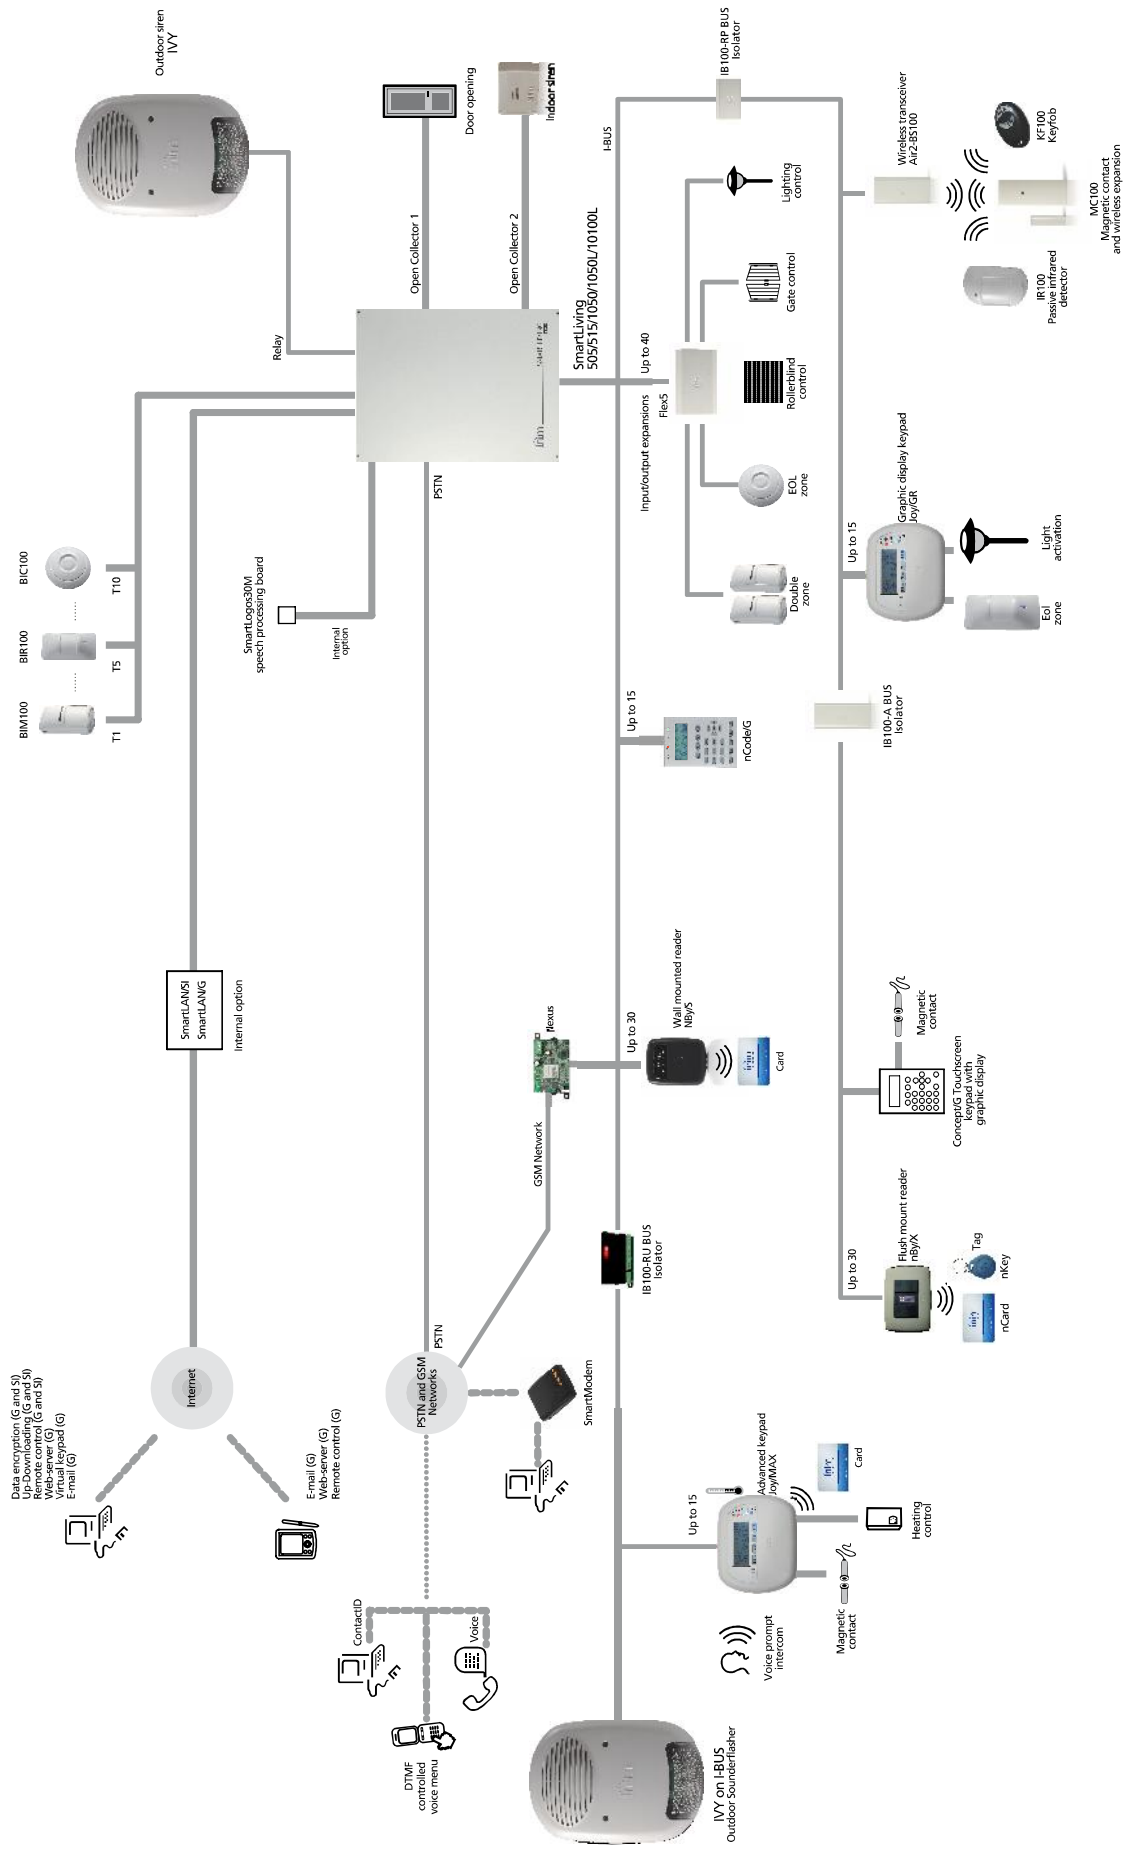 Data encryption (G and SI)
Up-Downloading (G and SI)
Remote control (G and SI)
Web-server (G)
Virtual keypad (G)
E-mail (G)
E-mail (G)
Web-server (G)
Remote control (G)
Internet
SmartLAN/SI
SmartLAN/G
Internal option
BIM100
BIR100
BIC100
T1
T5
T10
Outdoor siren
IVY
Relay
SmartLogos30M
speech processing board
Internal
option
ContactID
Voice
DTMF
controlled
voice menu
PSTN and GSM
Networks
PSTN
PSTN
SmartModem
GSM Network
Nexus
Open Collector 1
Door opening
Open Collector 2
Indoor siren
SmartLiving
505/515/1050/1050L/10100L
I-BUS
IVY on I-BUS
Outdoor Sounderflasher
IB100-RU BUS
Isolator
Up to 30
Wall mounted reader
NBy/S
Card
Up to 15
nCode/G
Input/output expansions
Up to 40
Flex5
Double
zone
EOL
zone
Rollerblind
control
Gate control
Lighting
control
IB100-RP BUS
Isolator
Up to 15
Advanced keypad
Joy/MAX
Card
Voice prompt
intercom
Magnetic
contact
Heating
control
Up to 30
Flush mount reader
nBy/X
Tag
nKey
nCard
Concept/G Touchscreen
keypad with
graphic display
Magnetic
contact
IB100-A BUS
Isolator
Up to 15
Graphic display keypad
Joy/GR
Eol
zone
Light
activation
Wireless transceiver
Air2-BS100
IR100
Passive infrared
detector
MC100
Magnetic contact
and wireless expansion
KF100
Keyfob